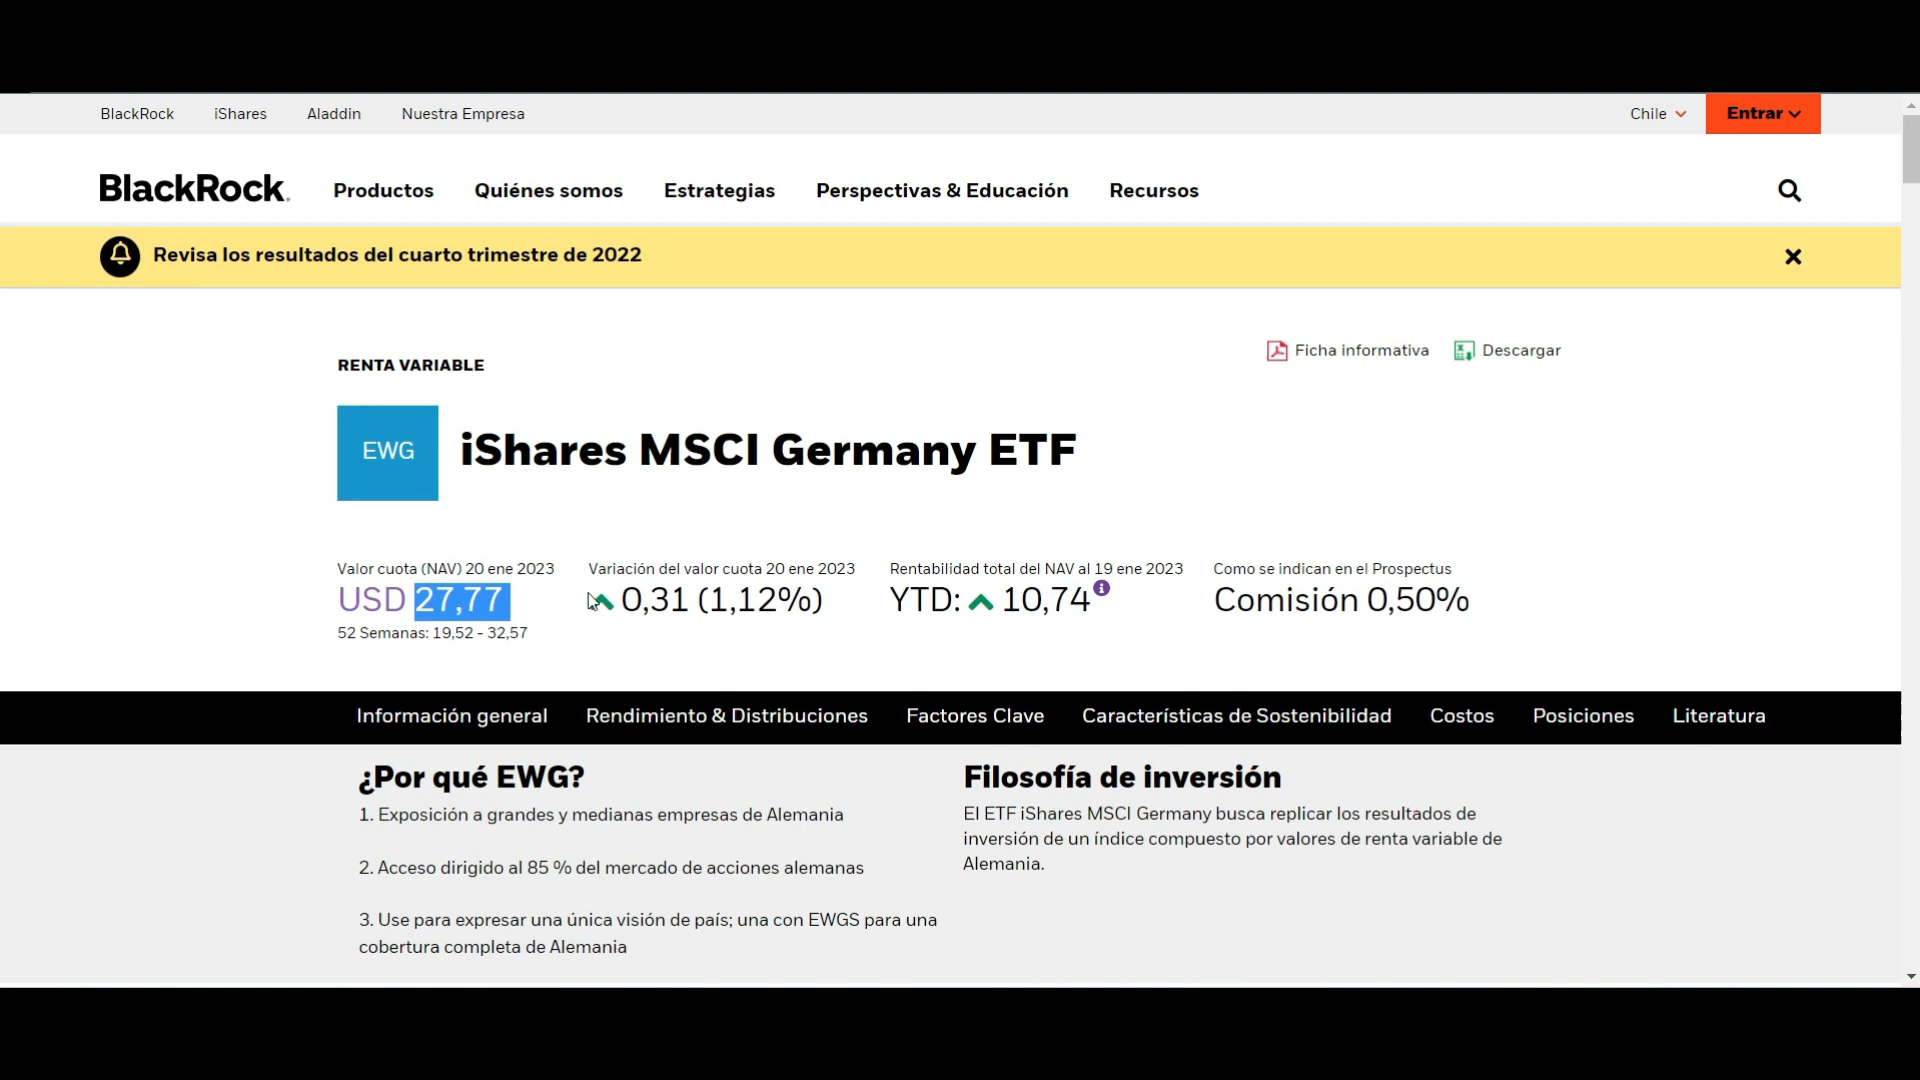 BlackRock iShares Aladdin Nuestra Empresa Chile Entrar
BlackRock. Productos Quiénes somos Estrategias Perspectivas & Educación Recursos
Revisa los resultados del cuarto trimestre de 2022
Ficha informativa Descargar
RENTA VARIABLE
EWG iShares MSCI Germany ETF
Valor cuota (NAV) 20 ene 2023
USD 27,77
52 Semanas: 19,52 - 32,57
Variación del valor cuota 20 ene 2023
0,31 (1,12%)
Rentabilidad total del NAV al 19 ene 2023
YTD: 10,74
Como se indican en el Prospectus
Comisión 0,50%
Información general Rendimiento & Distribuciones Factores Clave Características de Sostenibilidad Costos Posiciones Literatura
¿Por qué EWG?
1. Exposición a grandes y medianas empresas de Alemania
2. Acceso dirigido al 85 % del mercado de acciones alemanas
3. Use para expresar una única visión de país; una con EWGS para una
cobertura completa de Alemania
Filosofía de inversión
El ETF iShares MSCI Germany busca replicar los resultados de
inversión de un índice compuesto por valores de renta variable de
Alemania.